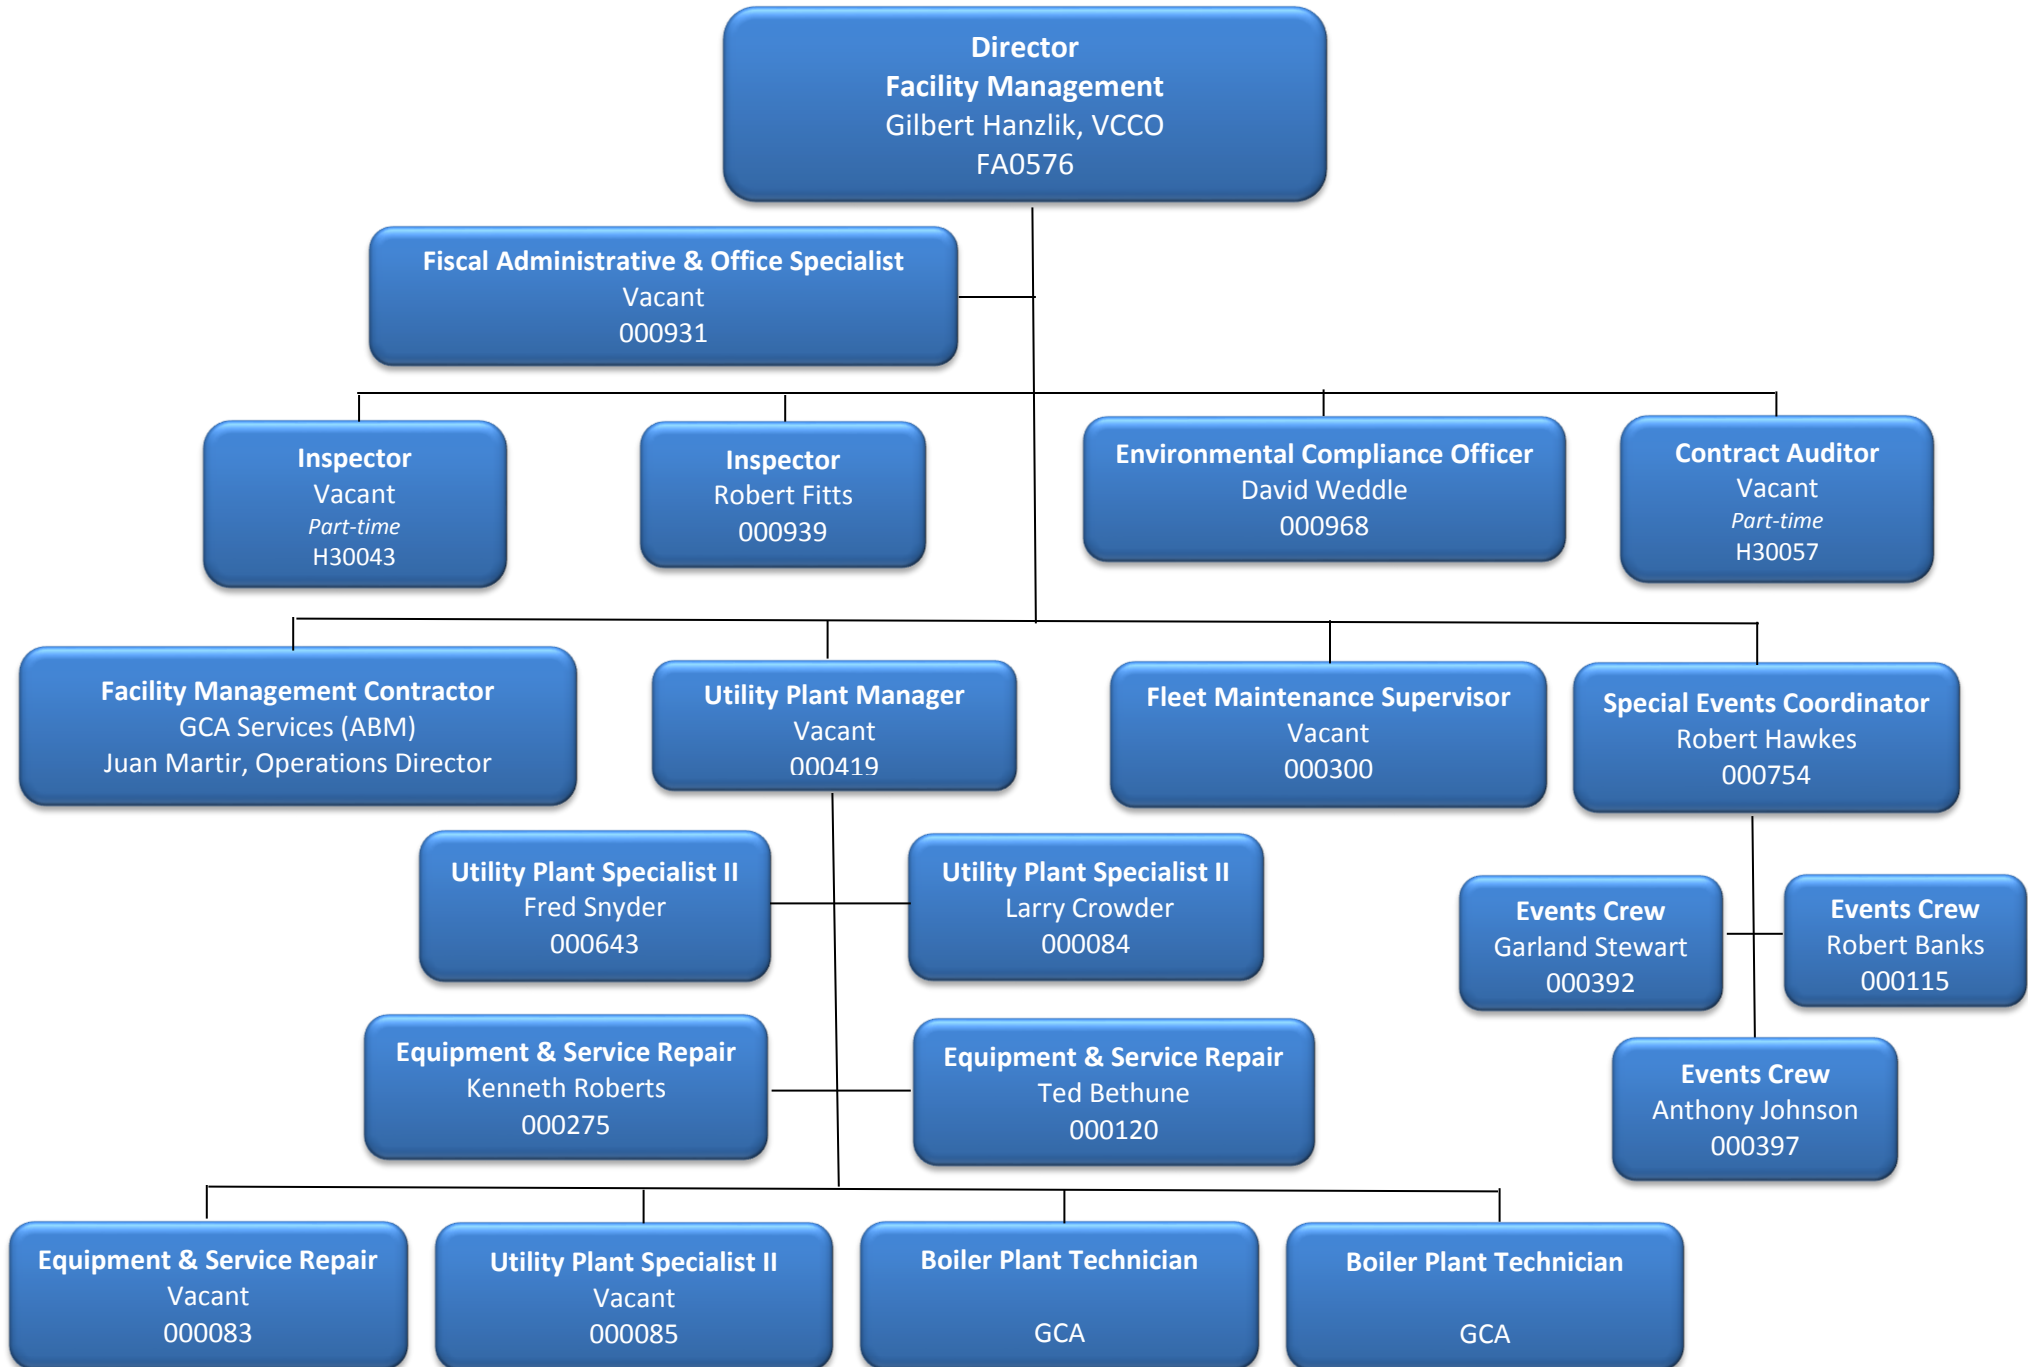 Director
Facility Management
Gilbert Hanzlik, VCCO
FA0576
Fiscal Administrative & Office Specialist
Vacant
000931
Inspector
Vacant
Part-time
H30043
Inspector
Robert Fitts
000939
Environmental Compliance Officer
David Weddle
000968
Contract Auditor
Vacant
Part-time
H30057
Facility Management Contractor
GCA Services (ABM)
Juan Martir, Operations Director
Utility Plant Manager
Vacant
000419
Fleet Maintenance Supervisor
Vacant
000300
Special Events Coordinator
Robert Hawkes
000754
Utility Plant Specialist II
Fred Snyder
000643
Utility Plant Specialist II
Larry Crowder
000084
Events Crew
Garland Stewart
000392
Events Crew
Robert Banks
000115
Equipment & Service Repair
Kenneth Roberts
000275
Equipment & Service Repair
Ted Bethune
000120
Events Crew
Anthony Johnson
000397
Equipment & Service Repair
Vacant
000083
Utility Plant Specialist II
Vacant
000085
Boiler Plant Technician
GCA
Boiler Plant Technician
GCA